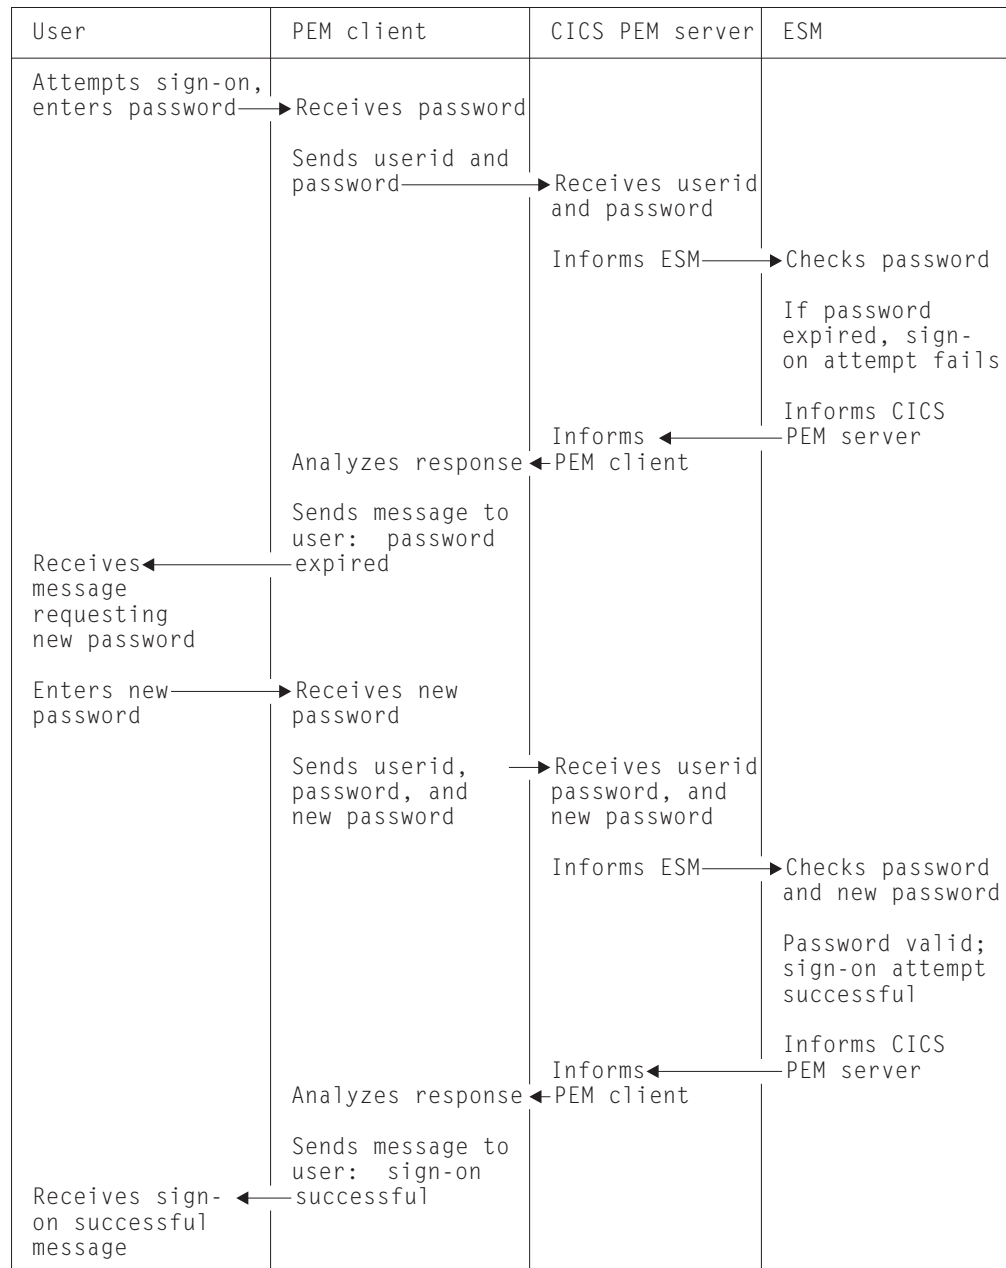 User PEM client CICS PEM server ESM
Attempts sign-on,
enters password Receives password
Sends userid and
password Receives userid
and password
Informs ESM Checks password
If password
expired, sign-
on attempt fails
Informs CICS
Informs PEM server
Analyzes response PEM client
Sends message to
user: password
Receives expired
message
requesting
new password
Enters new Receives new
password password
Sends userid, Receives userid
password, and password, and
new password new password
Informs ESM Checks password
and new password
Password valid;
sign-on attempt
successful
Informs CICS
Informs PEM server
Analyzes response PEM client
Sends message to
user: sign-on
Receives sign- successful
on successful
message